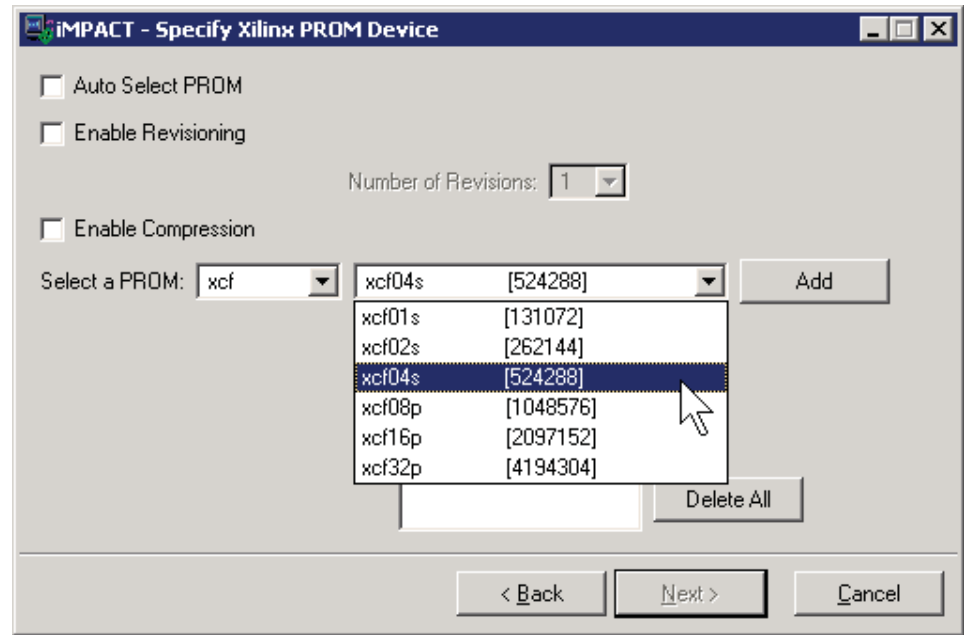 iMPACT - Specify Xilinx PROM Device
Auto Select PROM
Enable Revisioning
Number of Revisions: 1
Enable Compression
Select a PROM: xcf xcf04s [524288] Add
xcf01s [131072]
xcf02s [262144]
xcf04s [524288]
xcf08p [1048576]
xcf16p [2097152]
xcf32p [4194304]
Delete All
< Back Next > Cancel